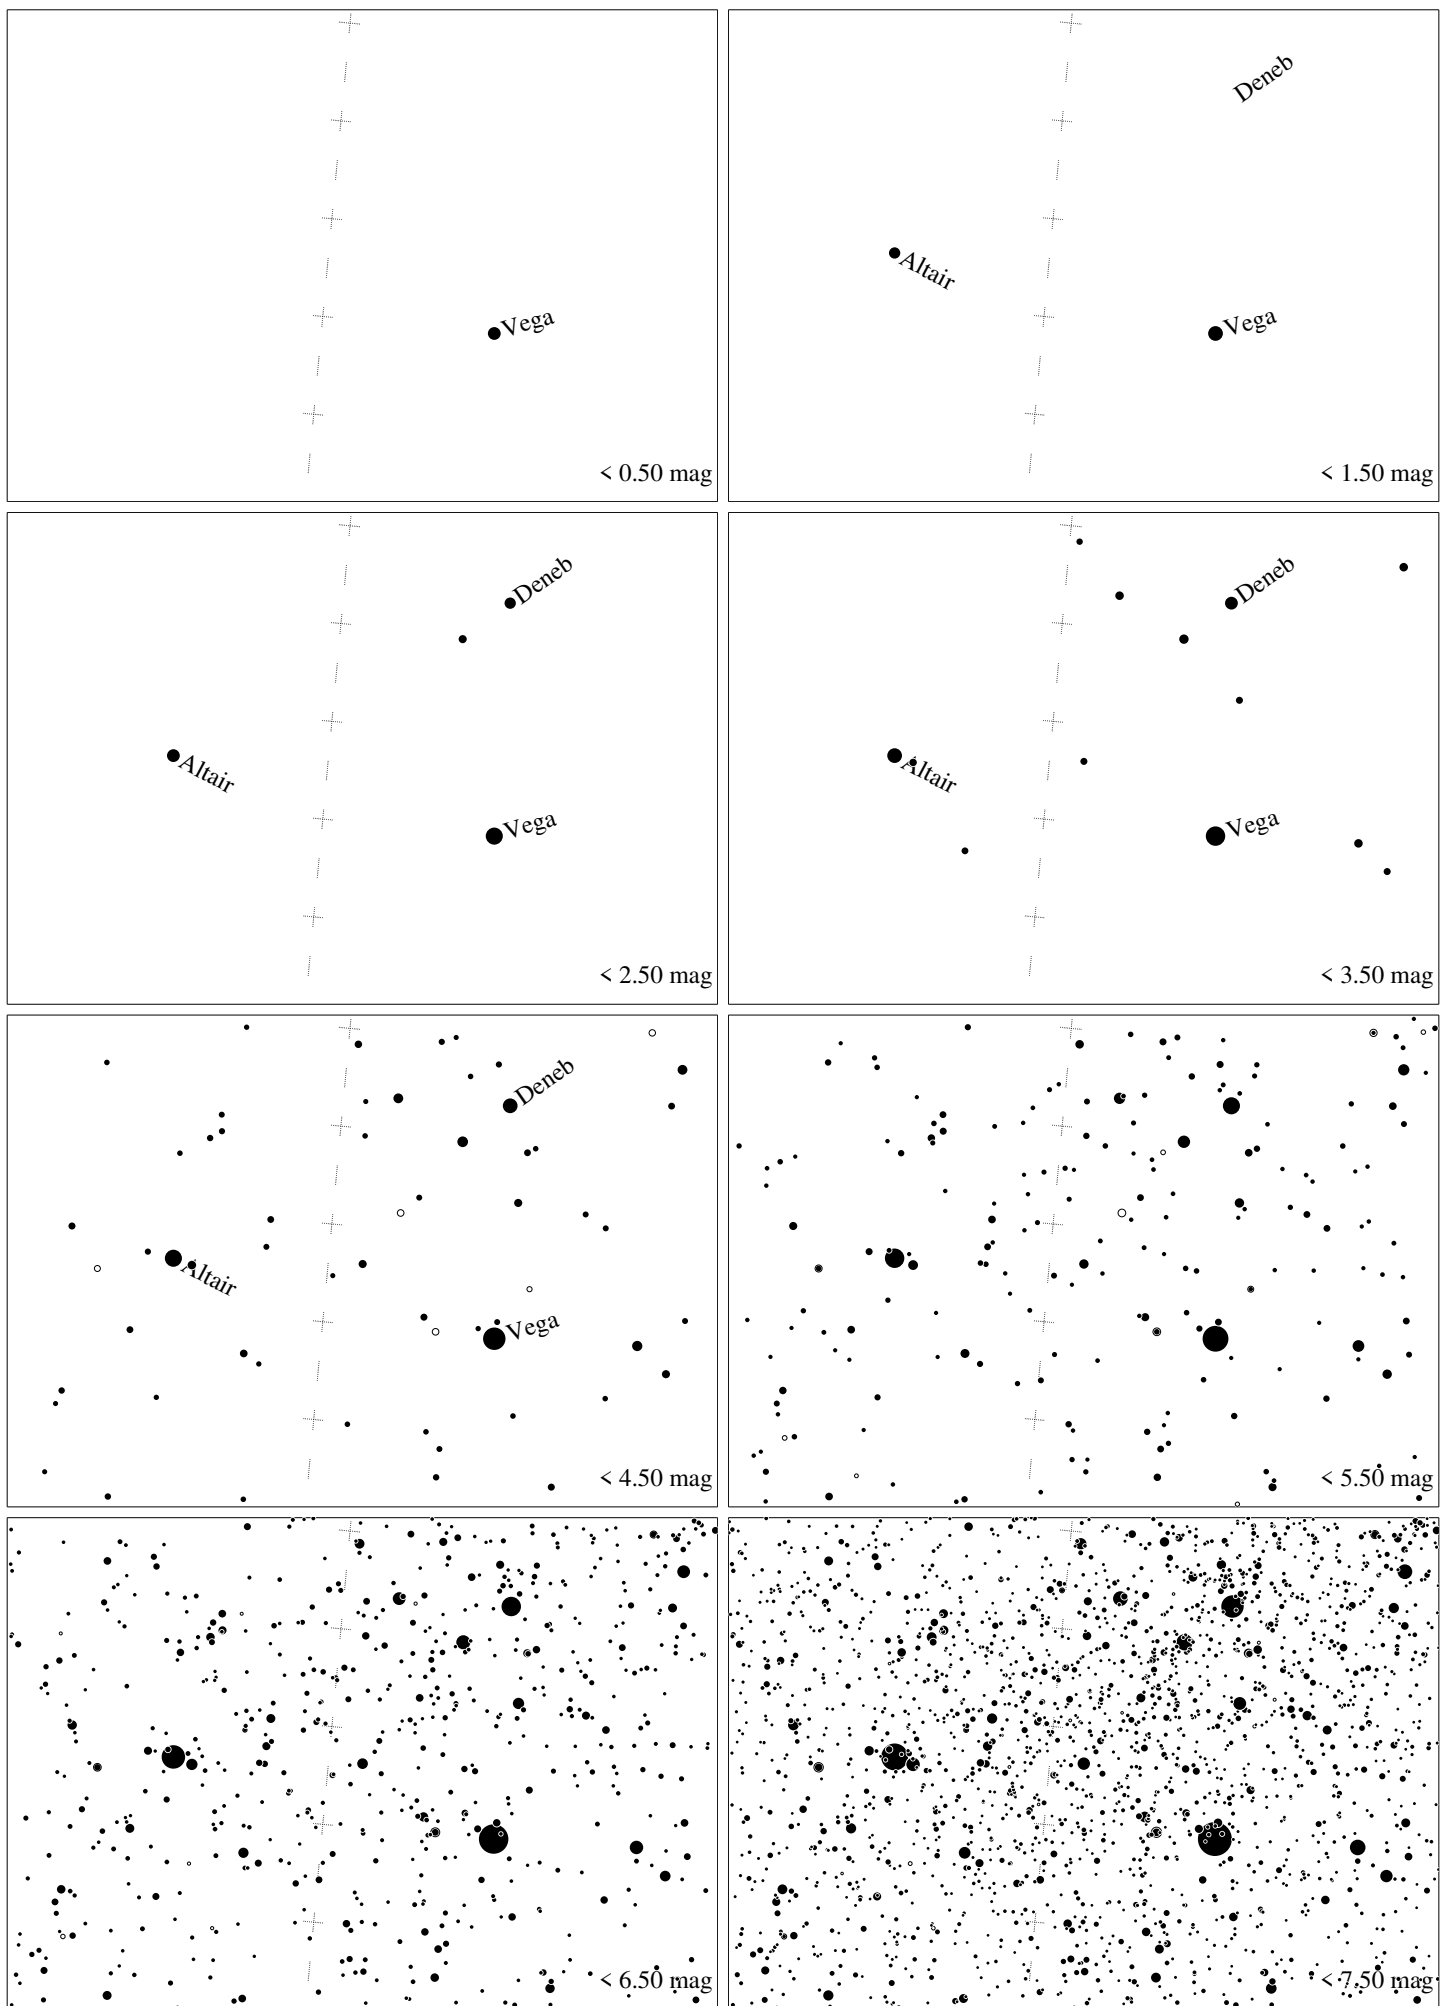 Vega
< 0.50 mag
Deneb
Altair
Vega
< 1.50 mag
Deneb
Altair
Vega
< 2.50 mag
Deneb
Altair
Vega
< 3.50 mag
Deneb
Altair
Vega
< 4.50 mag
< 5.50 mag
< 6.50 mag
< 7.50 mag